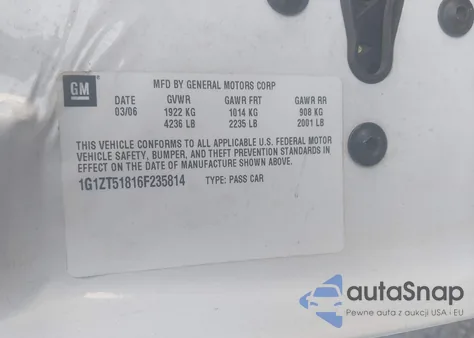 GM
MFD BY GENERAL MOTORS CORP
DATE GVWR GAWR FRT GAWR RR
03/06 1922 KG 1014 KG 908 KG
4236 LB 2235 LB 2001 LB
THIS VEHICLE CONFORMS TO ALL APPLICABLE U.S. FEDERAL MOTOR
VEHICLE SAFETY, BUMPER, AND THEFT PREVENTION STANDARDS IN
EFFECT ON THE DATE OF MANUFACTURE SHOWN ABOVE.
1G1ZT51816F235814 TYPE: PASS CAR
autoSnap
Pewne auta z aukcji USA - EU